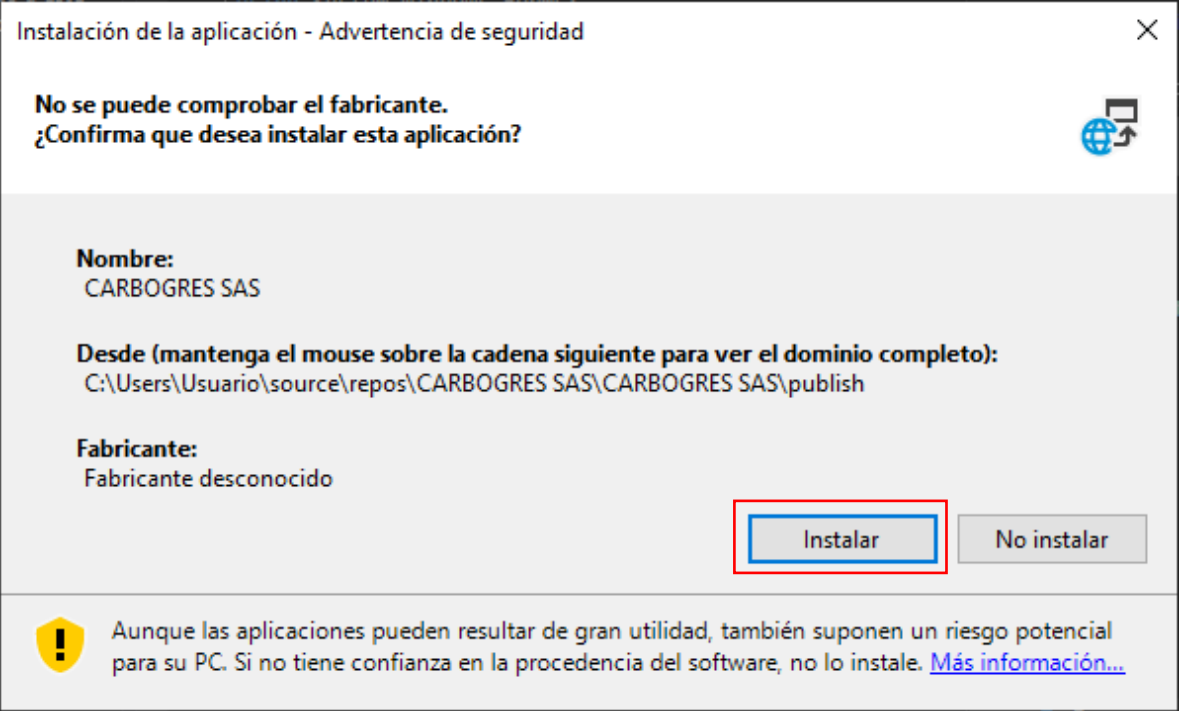 Instalación de la aplicación - Advertencia de seguridad
No se puede comprobar el fabricante.
¿Confirma que desea instalar esta aplicación?
Nombre:
CARBOGRES SAS
Desde (mantenga el mouse sobre la cadena siguiente para ver el dominio completo):
C:\Users\Usuario\source\repos\CARBOGRES SAS\CARBOGRES SAS\publish
Fabricante:
Fabricante desconocido
Instalar No instalar
Aunque las aplicaciones pueden resultar de gran utilidad, también suponen un riesgo potencial
para su PC. Si no tiene confianza en la procedencia del software, no lo instale. Más información...